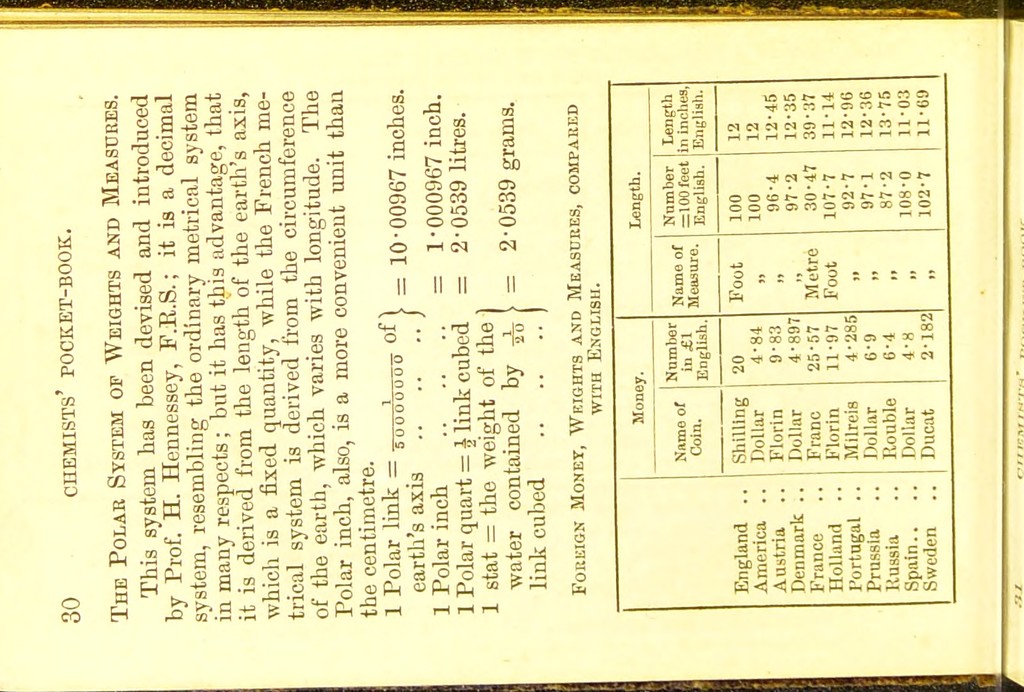 30 CHEMISTS' POCKET-BOOK.
THE POLAR SYSTEM OF WEIGHTS AND MEASURES.
This system has been devised and introduced
by Prof. H. Hennessey, F.R.S.; it is a decimal
system, resembling the ordinary metrical system
in many respects; but it has this advantage, that
it is derived from the length of the earth's axis,
which is a fixed quantity, while the French me-
trical system is derived from the circumference
of the earth, which varies with longitude. The
Polar inch, also, is a more convenient unit than
the centimetre.
1 Polar link = 1/500000000 of } = 10·00967 inches.
earth's axis .. .. ..
1 Polar inch .. .. .. = 1·000967 inch.
1 Polar quart = ½ link cubed = 2·0539 litres.
1 stat = the weight of the
water contained by 1/20 } = 2·0539 grams.
link cubed .. .. ..
FOREIGN MONEY, WEIGHTS AND MEASURES, COMPARED
WITH ENGLISH.
Money. Length.
Name of Coin. Number in £1 English. Name of Measure. Number =100 feet English. Length in inches, English.
England .. Shilling 20 Foot 100 12
America .. Dollar 4·84 „ 100 12
Austria .. Florin 9·83 „ 96·4 12·45
Denmark .. Dollar 4·897 „ 97·2 12·35
France .. Franc 25·57 Metre 30·47 39·37
Holland .. Florin 11·97 Foot 107·7 11·14
Portugal .. Milreis 4·285 „ 92·7 12·96
Prussia .. Dollar 6·9 „ 97·1 12·36
Russia .. Rouble 6·4 „ 87·2 13·75
Spain.. .. Dollar 4·8 „ 108·0 11·03
Sweden .. Ducat 2·182 „ 102·7 11·69